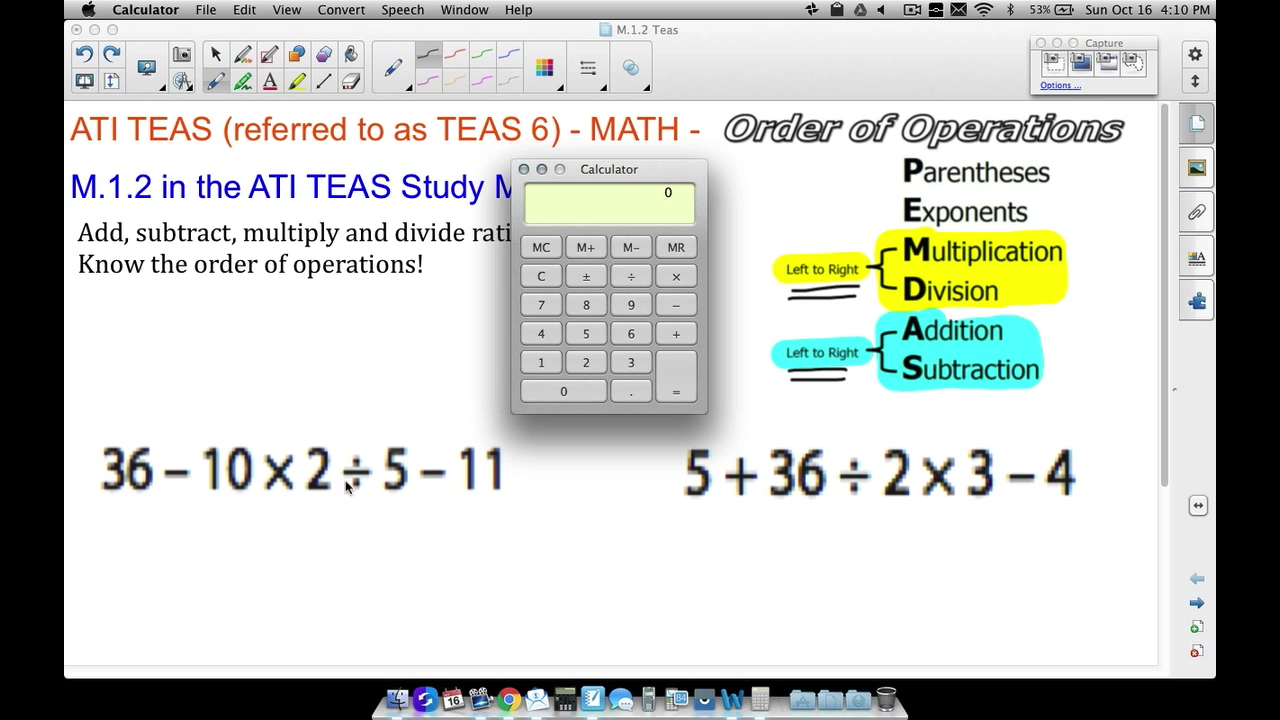 Calculator File Edit View Convert Speech Window Help 53% Sun Oct 16 4:10 PM
M.1.2 Teas
Capture
Options ...
ATI TEAS (referred to as TEAS 6) - MATH -
Order of Operations
M.1.2 in the ATI TEAS Study M
Add, subtract, multiply and divide rati
Know the order of operations!
Calculator
0
MC M+ M− MR
C ± ÷ ×
7 8 9 −
4 5 6 +
1 2 3
0 . =
Parentheses
Exponents
Multiplication
Left to Right
Division
Addition
Left to Right
Subtraction
36 − 10 × 2 ÷ 5 − 11
5 + 36 ÷ 2 × 3 − 4
16